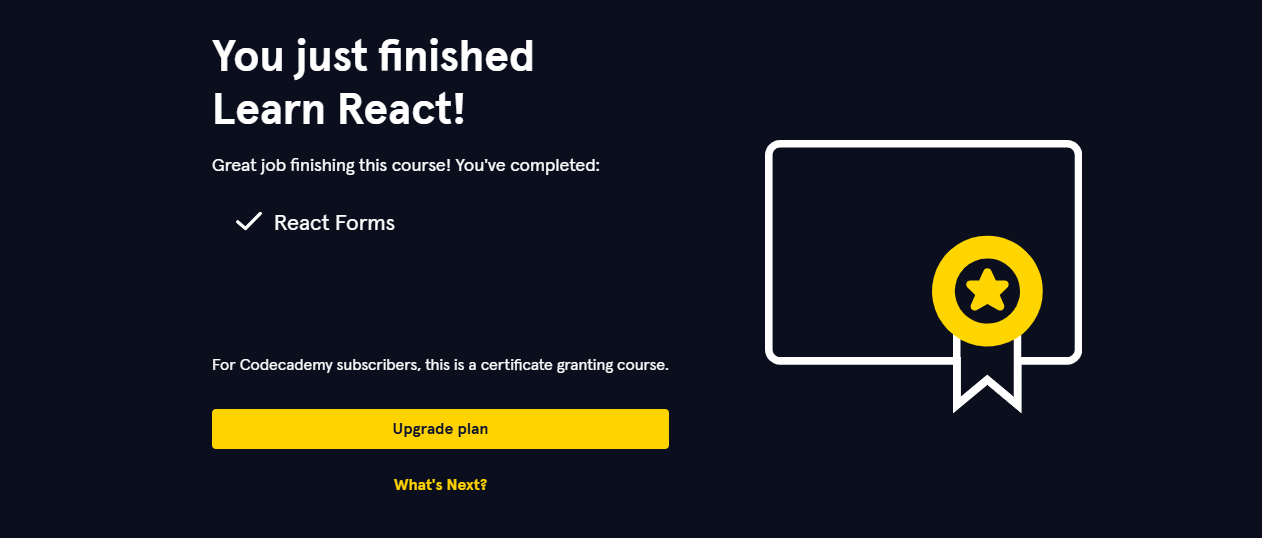 You just finished
Learn React!
Great job finishing this course! You've completed:
React Forms
For Codecademy subscribers, this is a certificate granting course.
Upgrade plan
What's Next?